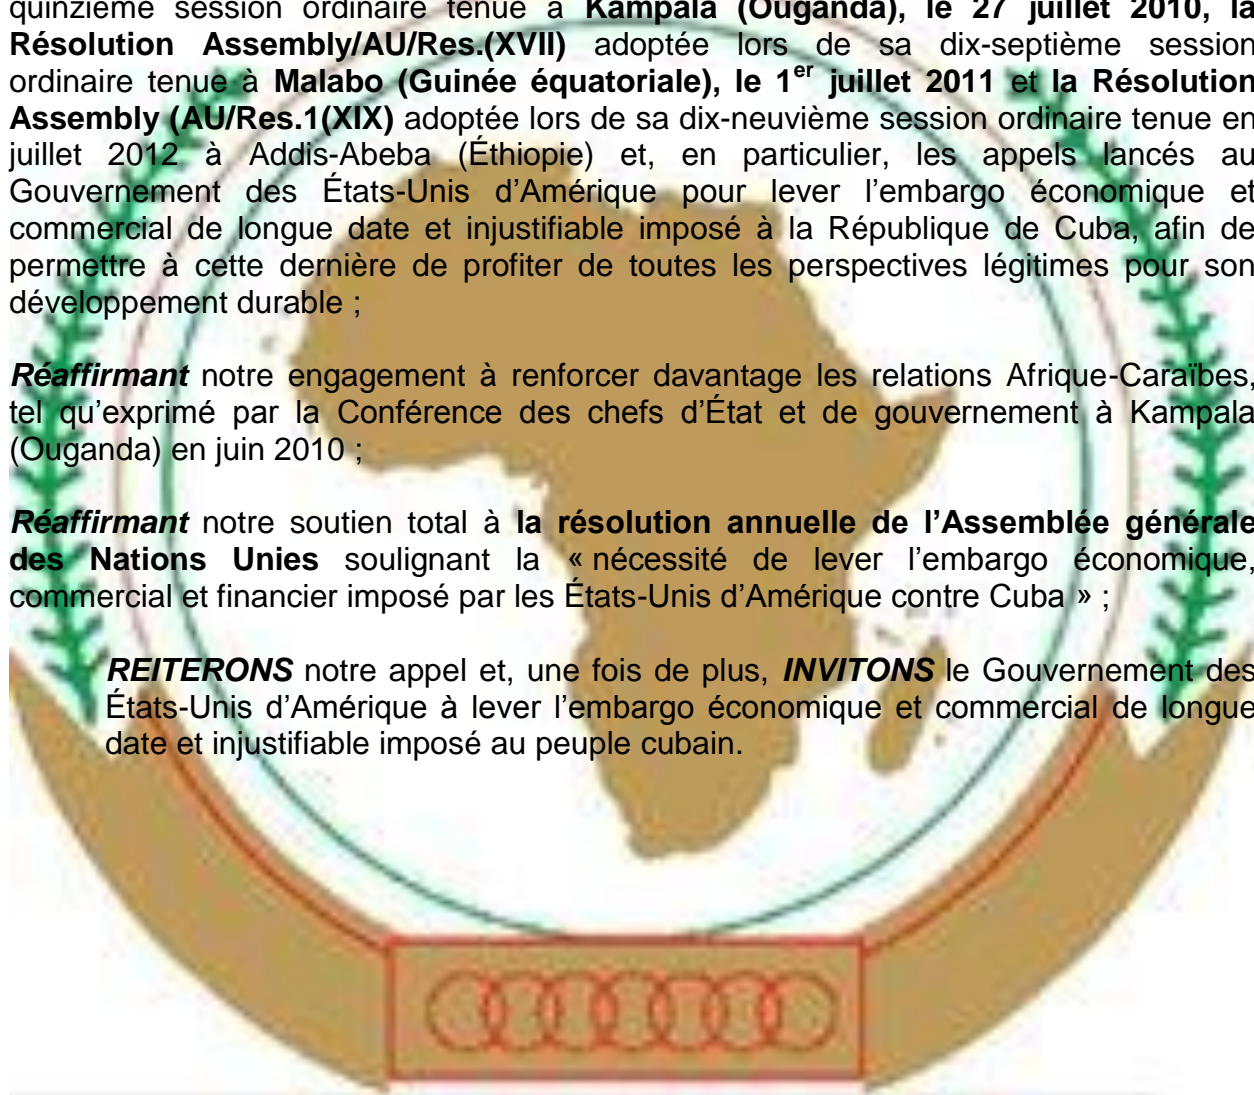 quinzième session ordinaire tenue à Kampala (Ouganda), le 27 juillet 2010, la
Résolution Assembly/AU/Res.(XVII) adoptée lors de sa dix-septième session
ordinaire tenue à Malabo (Guinée équatoriale), le 1er juillet 2011 et la Résolution
Assembly (AU/Res.1(XIX) adoptée lors de sa dix-neuvième session ordinaire tenue en
juillet 2012 à Addis-Abeba (Éthiopie) et, en particulier, les appels lancés au
Gouvernement des États-Unis d’Amérique pour lever l’embargo économique et
commercial de longue date et injustifiable imposé à la République de Cuba, afin de
permettre à cette dernière de profiter de toutes les perspectives légitimes pour son
développement durable ;
Réaffirmant notre engagement à renforcer davantage les relations Afrique-Caraïbes,
tel qu’exprimé par la Conférence des chefs d’État et de gouvernement à Kampala
(Ouganda) en juin 2010 ;
Réaffirmant notre soutien total à la résolution annuelle de l’Assemblée générale
des Nations Unies soulignant la « nécessité de lever l’embargo économique,
commercial et financier imposé par les États-Unis d’Amérique contre Cuba » ;
REITERONS notre appel et, une fois de plus, INVITONS le Gouvernement des
États-Unis d’Amérique à lever l’embargo économique et commercial de longue
date et injustifiable imposé au peuple cubain.